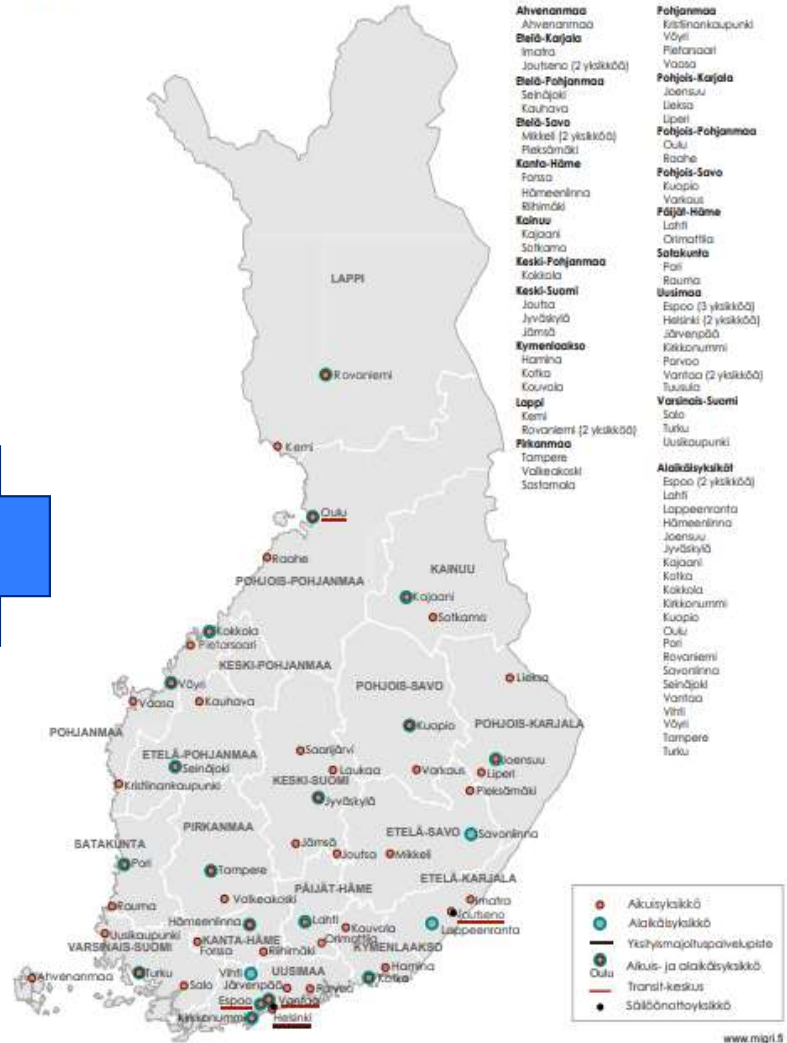 Ahvenanmaa
Ahvenanmaa
Etelä-Karjala
Imatra
Joutseno (2 yksikköä)
Etelä-Pohjanmaa
Seinäjoki
Kauhava
Etelä-Savo
Mikkeli (2 yksikköä)
Pieksämäki
Kanta-Häme
Forssa
Hämeenlinna
Riihimäki
Kainuu
Kajaani
Sotkamo
Keski-Pohjanmaa
Kokkola
Keski-Suomi
Joutsa
Jyväskylä
Jämsä
Kymenlaakso
Hamina
Kotka
Kouvola
Lappi
Kemi
Rovaniemi (2 yksikköä)
Pirkanmaa
Tampere
Valkeakoski
Sastamala
Pohjanmaa
Kristiinankaupunki
Vöyri
Pietarsaari
Vaasa
Pohjois-Karjala
Joensuu
Lieksa
Liperi
Pohjois-Pohjanmaa
Oulu
Raahe
Pohjois-Savo
Kuopio
Varkaus
Päijät-Häme
Lahti
Orimattila
Satakunta
Pori
Rauma
Uusimaa
Espoo (3 yksikköä)
Helsinki (2 yksikköä)
Järvenpää
Kirkkonummi
Porvoo
Vantaa (2 yksikköä)
Tuusula
Varsinais-Suomi
Salo
Turku
Uusikaupunki
Alaikäisyksiköt
Espoo (2 yksikköä)
Lahti
Lappeenranta
Hämeenlinna
Joensuu
Jyväskylä
Kajaani
Kotka
Kokkola
Kirkkonummi
Kuopio
Oulu
Pori
Rovaniemi
Savonlinna
Seinäjoki
Vantaa
Vihti
Vöyri
Tampere
Turku
LAPPI
Rovaniemi
Kemi
Oulu
Raahe
POHJOIS-POHJANMAA
KAINUU
Kajaani
Sotkamo
Kokkola
Pietarsaari
KESKI-POHJANMAA
Vöyri
Vaasa
Kauhava
POHJOIS-SAVO
Lieksa
POHJANMAA
Kuopio
POHJOIS-KARJALA
ETELÄ-POHJANMAA
Seinäjoki
Saarijärvi
Laukaa
Varkaus
Joensuu
Liperi
Kristiinankaupunki
KESKI-SUOMI
Jyväskylä
Pieksämäki
PIRKANMAA
ETELÄ-SAVO
Savonlinna
SATAKUNTA
Jämsä
Joutsa
Mikkeli
Pori
Tampere
ETELÄ-KARJALA
PÄIJÄT-HÄME
Valkeakoski
Imatra
Rauma
Joutseno
Hämeenlinna
Lahti
Kouvola
Lappeenranta
Uusikaupunki
VARSINAIS-SUOMI
KANTA-HÄME
Forssa
Orimattila
KYMENLAAKSO
Riihimäki
Hamina
Ahvenanmaa
Turku
Vihti
UUSIMAA
Kotka
Salo
Järvenpää
Porvoo
Espoo
Vantaa
Kirkkonummi
Helsinki
Aikuisyksikkö
Alaikäisyksikkö
Yksityismajoituspalvelupiste
Aikuis- ja alaikäisyksikkö
Oulu
Transit-keskus
Säilöönottoyksikkö
www.migri.fi